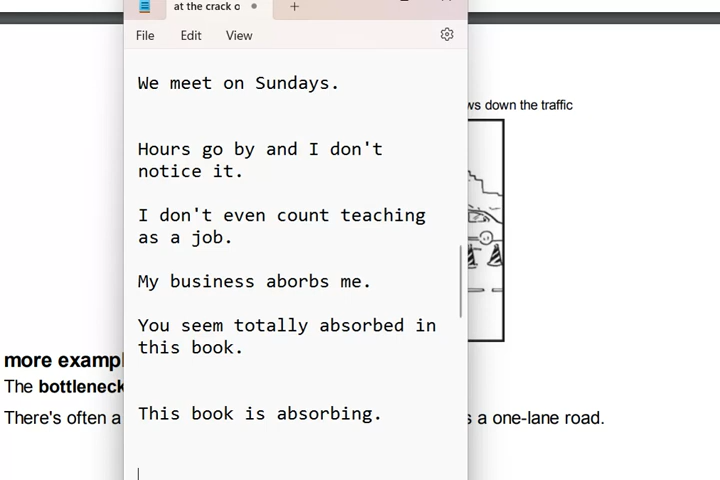 at the crack o
File Edit View
We meet on Sundays.
Hours go by and I don't
notice it.
I don't even count teaching
as a job.
My business aborbs me.
You seem totally absorbed in
this book.
This book is absorbing.
ws down the traffic
more exampl
The bottleneck
There's often a
s a one-lane road.